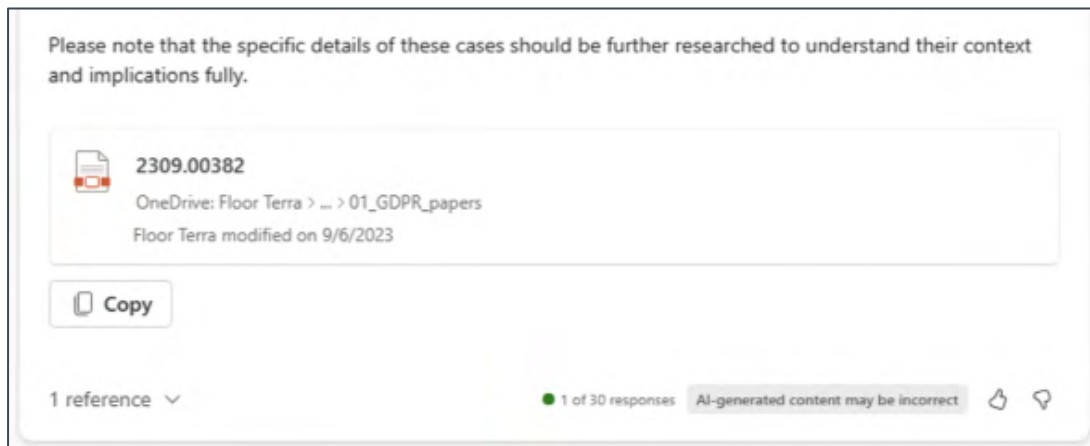 Please note that the specific details of these cases should be further researched to understand their context
and implications fully.
2309.00382
OneDrive: Floor Terra > ... > 01_GDPR_papers
Floor Terra modified on 9/6/2023
Copy
1 reference
1 of 30 responses
AI-generated content may be incorrect